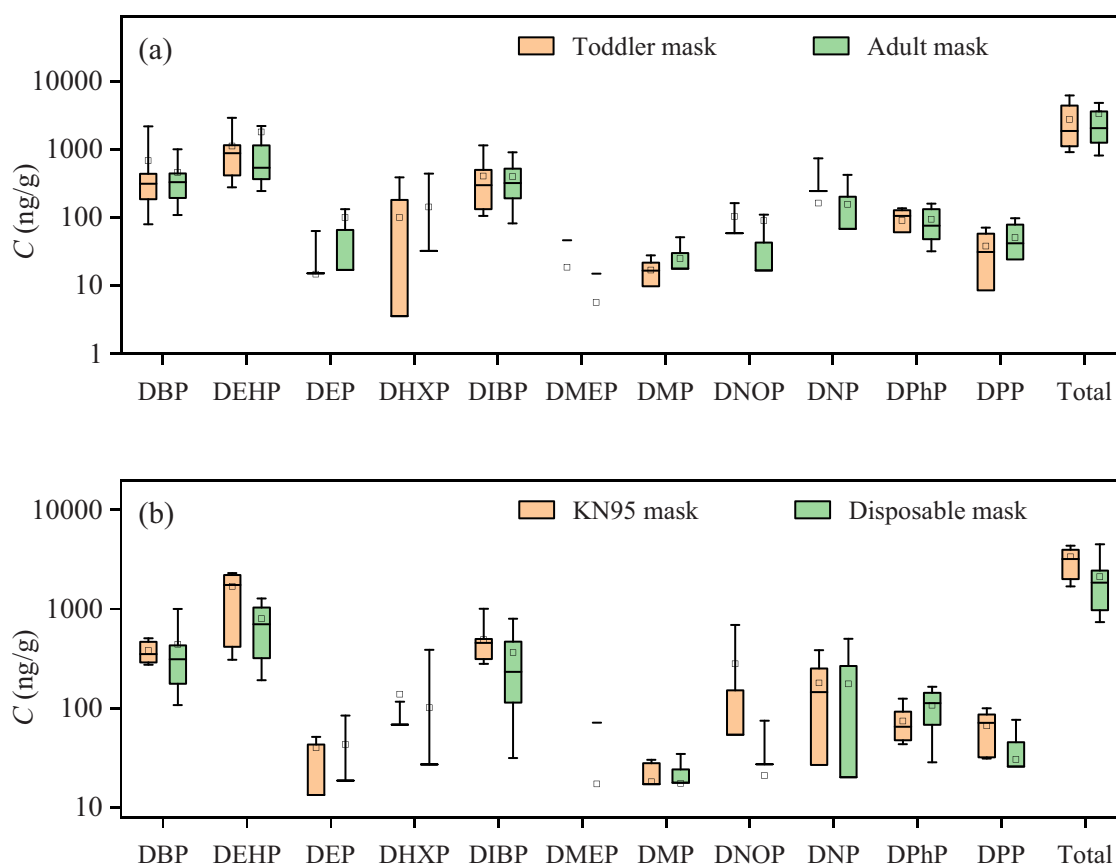 (a)
Toddler mask
Adult mask
10000
1000
100
10
1
C (ng/g)
DBP DEHP DEP DHXP DIBP DMEP DMP DNOP DNP DPhP DPP Total
(b)
KN95 mask
Disposable mask
10000
1000
100
10
C (ng/g)
DBP DEHP DEP DHXP DIBP DMEP DMP DNOP DNP DPhP DPP Total